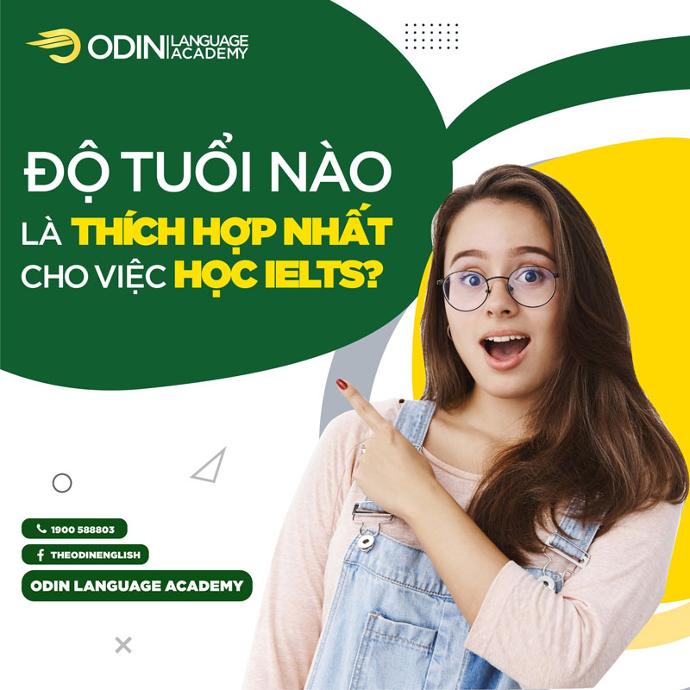 ODIN LANGUAGE
ACADEMY
ĐỘ TUỔI NÀO
LÀ THÍCH HỢP NHẤT
CHO VIỆC HỌC IELTS?
1900 588803
THEODINENGLISH
ODIN LANGUAGE ACADEMY